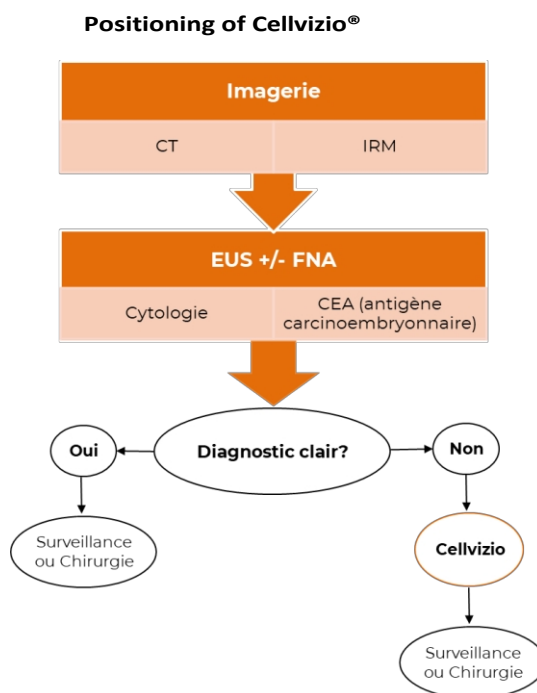 Positioning of Cellvizio®
Imagerie
CT
IRM
EUS +/- FNA
Cytologie
CEA (antigène
carcinoembryonnaire)
Diagnostic clair?
Oui
Non
Surveillance
ou Chirurgie
Cellvizio
Surveillance
ou Chirurgie